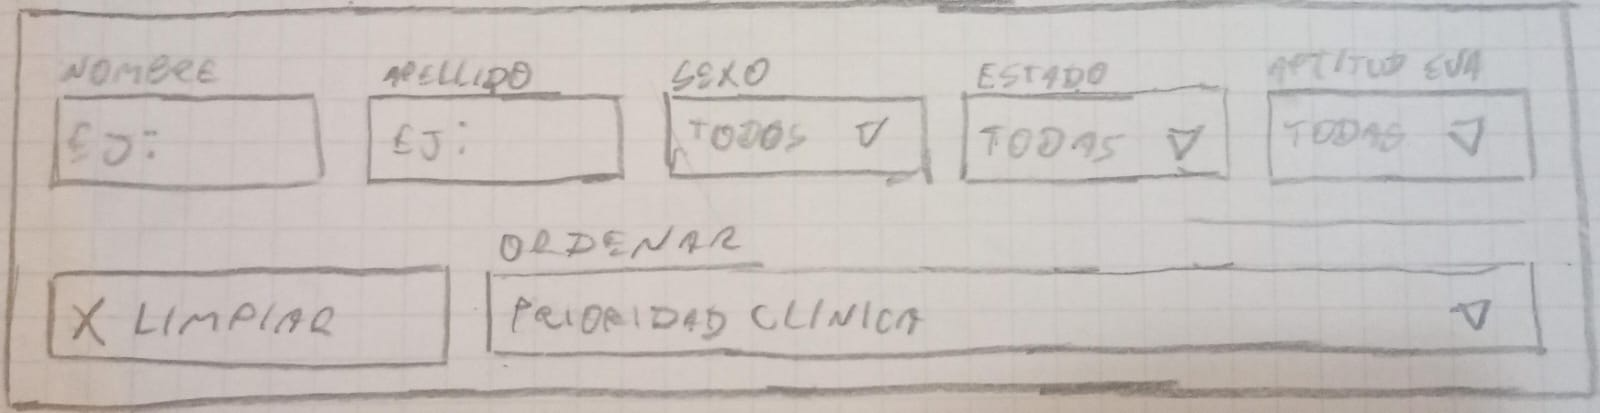 NOMBRE APELLIDO SEXO ESTADO APTITUD EVA
EJ: EJ: TODOS TODAS TODAS
ORDENAR
X LIMPIAR PRIORIDAD CLINICA